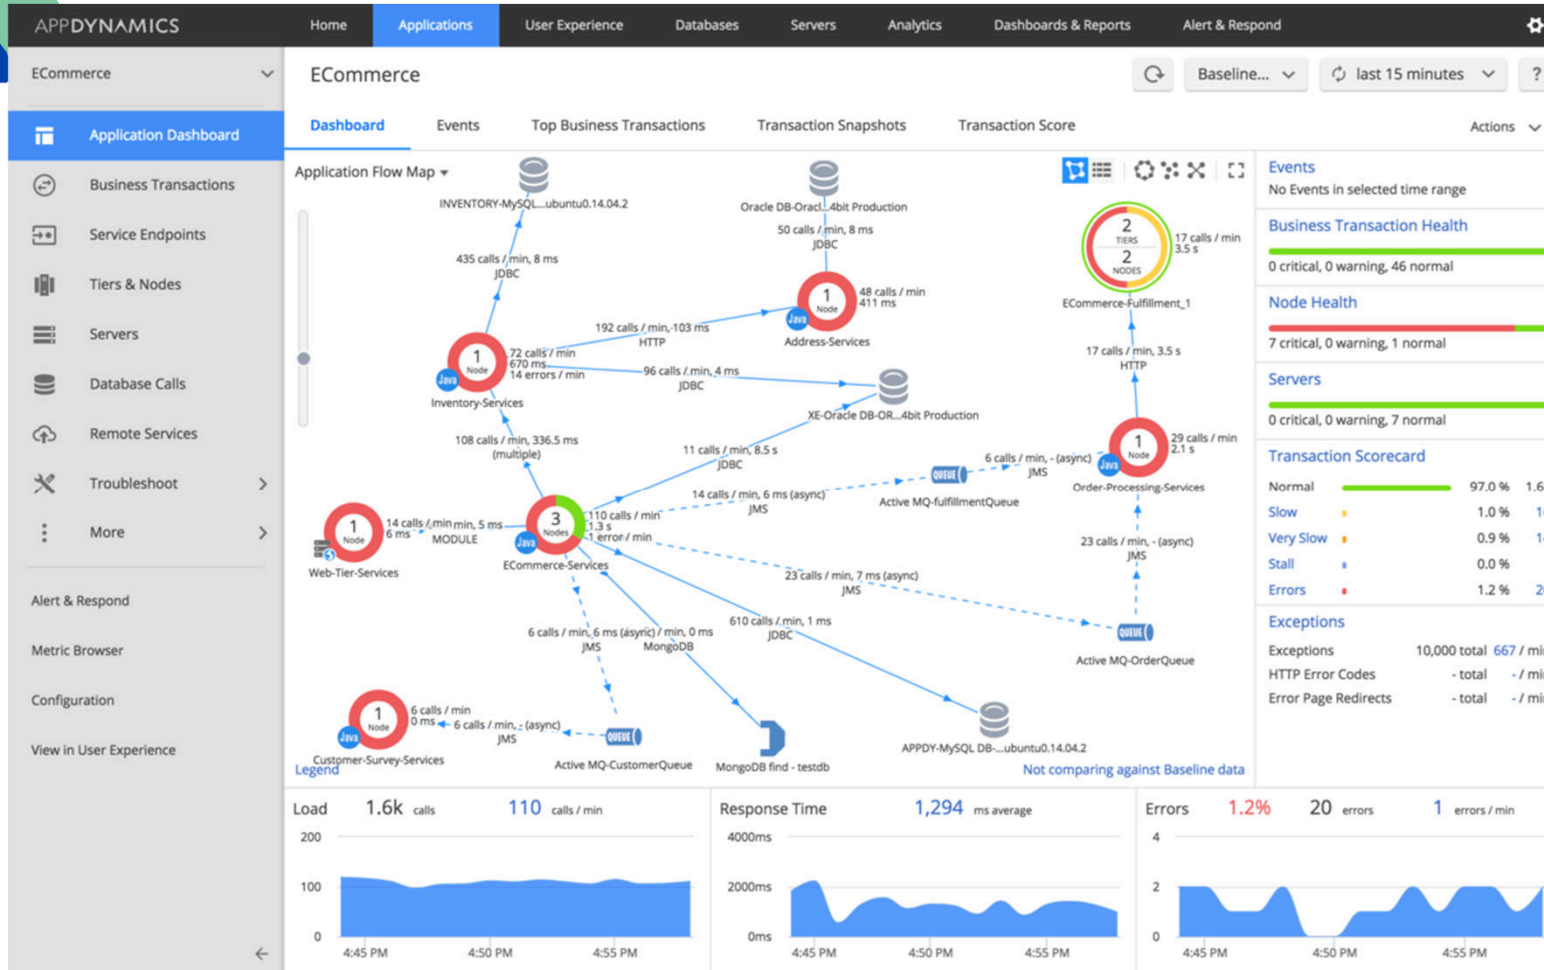 APPDYNAMICS
Home
Applications
User Experience
Databases
Servers
Analytics
Dashboards & Reports
Alert & Respond
ECommerce
ECommerce
Baseline...
last 15 minutes
?
Application Dashboard
Business Transactions
Service Endpoints
Tiers & Nodes
Servers
Database Calls
Remote Services
Troubleshoot
More
Alert & Respond
Metric Browser
Configuration
View in User Experience
Dashboard
Events
Top Business Transactions
Transaction Snapshots
Transaction Score
Actions
Application Flow Map
INVENTORY-MySQL...ubuntu0.14.04.2
Oracle DB-Oracl...4bit Production
50 calls / min, 8 ms
JDBC
435 calls / min, 8 ms
JDBC
2
TIERS
2
NODES
17 calls / min
3.5 s
ECommerce-Fulfillment_1
1
Node
Java
48 calls / min
411 ms
Address-Services
192 calls / min, 103 ms
HTTP
1
Node
Java
72 calls / min
670 ms
14 errors / min
Inventory-Services
96 calls / min, 4 ms
JDBC
17 calls / min, 3.5 s
HTTP
XE-Oracle DB-OR...4bit Production
108 calls / min, 336.5 ms
(multiple)
11 calls / min, 8.5 s
JDBC
1
Node
Java
29 calls / min
2.1 s
Order-Processing-Services
6 calls / min, - (async)
JMS
QUEUE
Active MQ-fulfillmentQueue
14 calls / min, 6 ms (async)
JMS
1
Node
14 calls / min
6 ms
min, 5 ms
MODULE
Web-Tier-Services
3
Nodes
Java
110 calls / min
1.3 s
1 error / min
ECommerce-Services
23 calls / min, - (async)
JMS
23 calls / min, 7 ms (async)
JMS
610 calls / min, 1 ms
JDBC
6 calls / min, 6 ms (async)
JMS
/ min, 0 ms
MongoDB
QUEUE
Active MQ-OrderQueue
1
Node
Java
6 calls / min
0 ms
6 calls / min, - (async)
JMS
Customer-Survey-Services
QUEUE
Active MQ-CustomerQueue
MongoDB find - testdb
APPDY-MySQL DB-...ubuntu0.14.04.2
Legend
Not comparing against Baseline data
Events
No Events in selected time range
Business Transaction Health
0 critical, 0 warning, 46 normal
Node Health
7 critical, 0 warning, 1 normal
Servers
0 critical, 0 warning, 7 normal
Transaction Scorecard
Normal 97.0 % 1.6
Slow 1.0 %
Very Slow 0.9 %
Stall 0.0 %
Errors 1.2 %
Exceptions
Exceptions 10,000 total 667 / min
HTTP Error Codes - total - / min
Error Page Redirects - total - / min
Load 1.6k calls 110 calls / min
200
100
0
4:45 PM 4:50 PM 4:55 PM
Response Time 1,294 ms average
4000ms
2000ms
0ms
4:45 PM 4:50 PM 4:55 PM
Errors 1.2% 20 errors 1 errors / min
4
2
0
4:45 PM 4:50 PM 4:55 PM